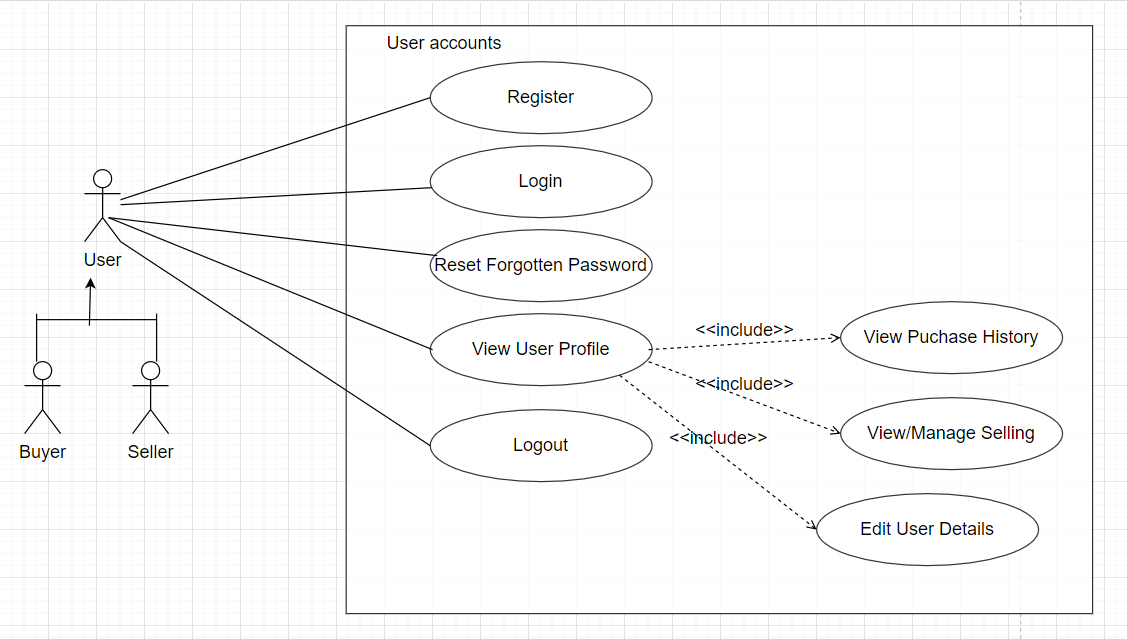 User accounts
Register
Login
User
Reset Forgotten Password
<<include>>
View Puchase History
View User Profile
<<include>>
View/Manage Selling
<<include>>
Logout
Buyer
Seller
Edit User Details